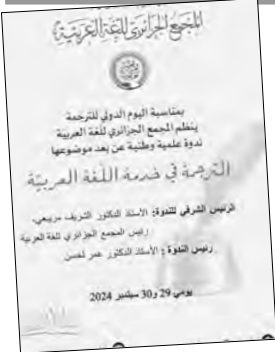 المجمع الجزائري للغة العربية
بمناسبة اليوم الدولي للترجمة
ينظم المجمع الجزائري للغة العربية
ندوة علمية وطنية عن بعد موضوعها
الترجمة في خدمة اللغة العربية
الرئيس الشرفي للندوة: الأستاذ الدكتور الشريف مريبعي،
رئيس المجمع الجزائري للغة العربية
رئيس الندوة : الأستاذ الدكتور عمر لحسن
يومي 29 و30 سبتمبر 2024